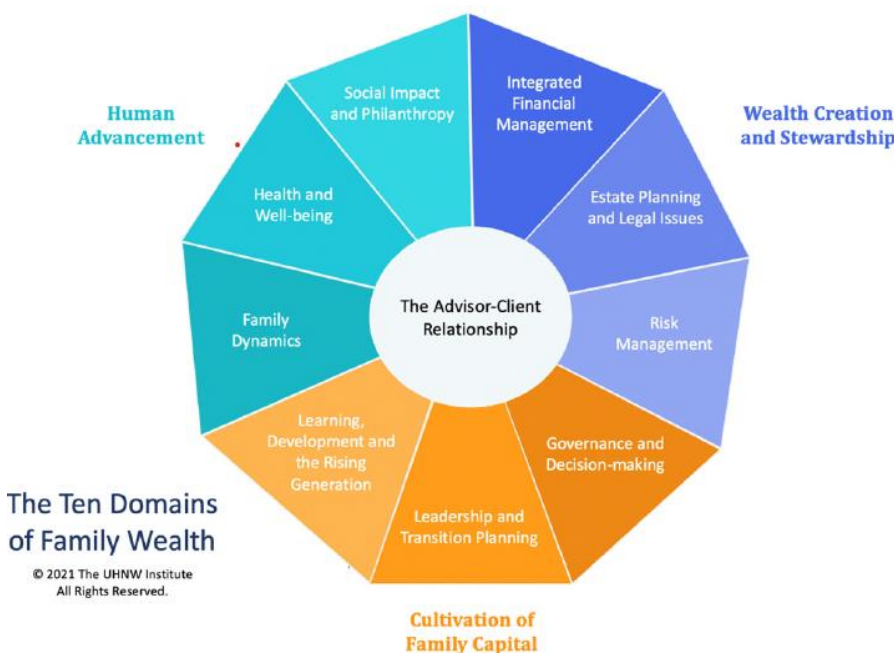 Human
Advancement
Social Impact
and Philanthropy
Integrated
Financial
Management
Wealth Creation
and Stewardship
Health and
Well-being
Estate Planning
and Legal Issues
Family
Dynamics
The Advisor-Client
Relationship
Risk
Management
Learning,
Development and
the Rising
Generation
Leadership and
Transition Planning
Governance and
Decision-making
The Ten Domains
of Family Wealth
© 2021 The UHNW Institute
All Rights Reserved.
Cultivation of
Family Capital